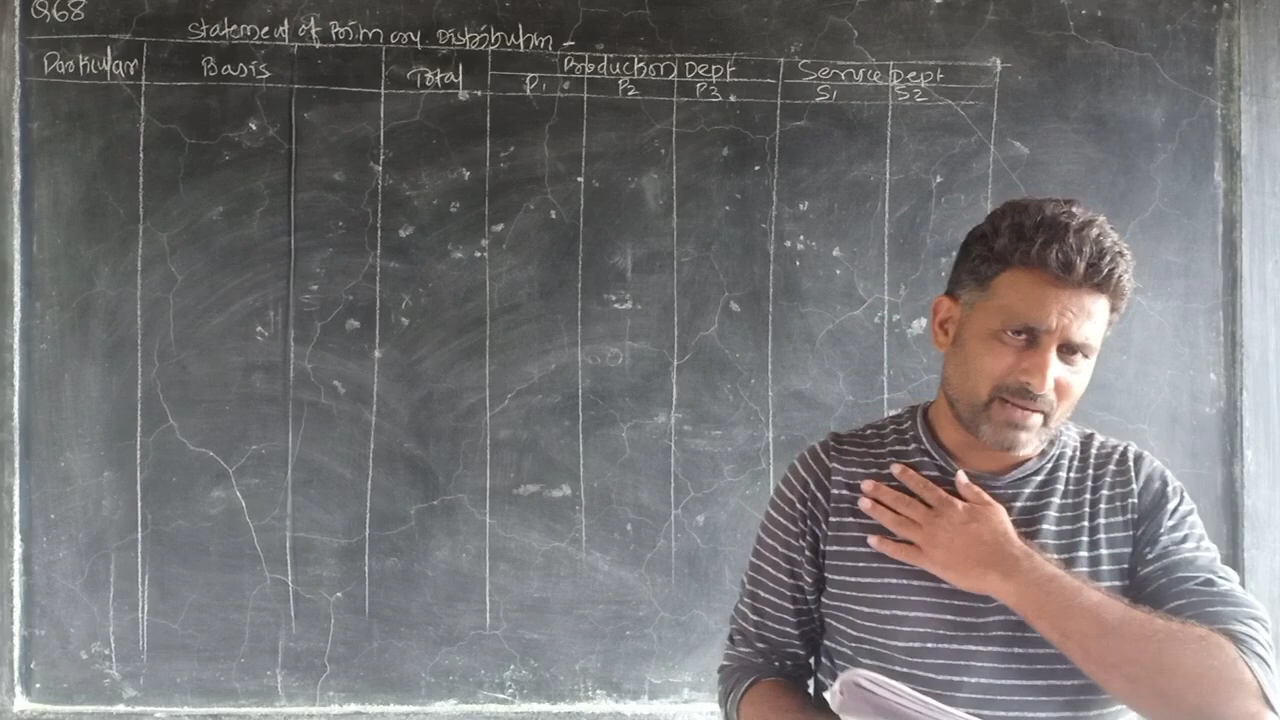 Q68
Statement of Primary Distribution -
Particular Basis Total Production Dept Service Dept
P1 P2 P3 S1 S2